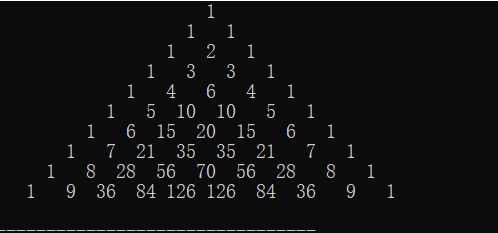 1
1 1
1 2 1
1 3 3 1
1 4 6 4 1
1 5 10 10 5 1
1 6 15 20 15 6 1
1 7 21 35 35 21 7 1
1 8 28 56 70 56 28 8 1
1 9 36 84 126 126 84 36 9 1
--------------------------------